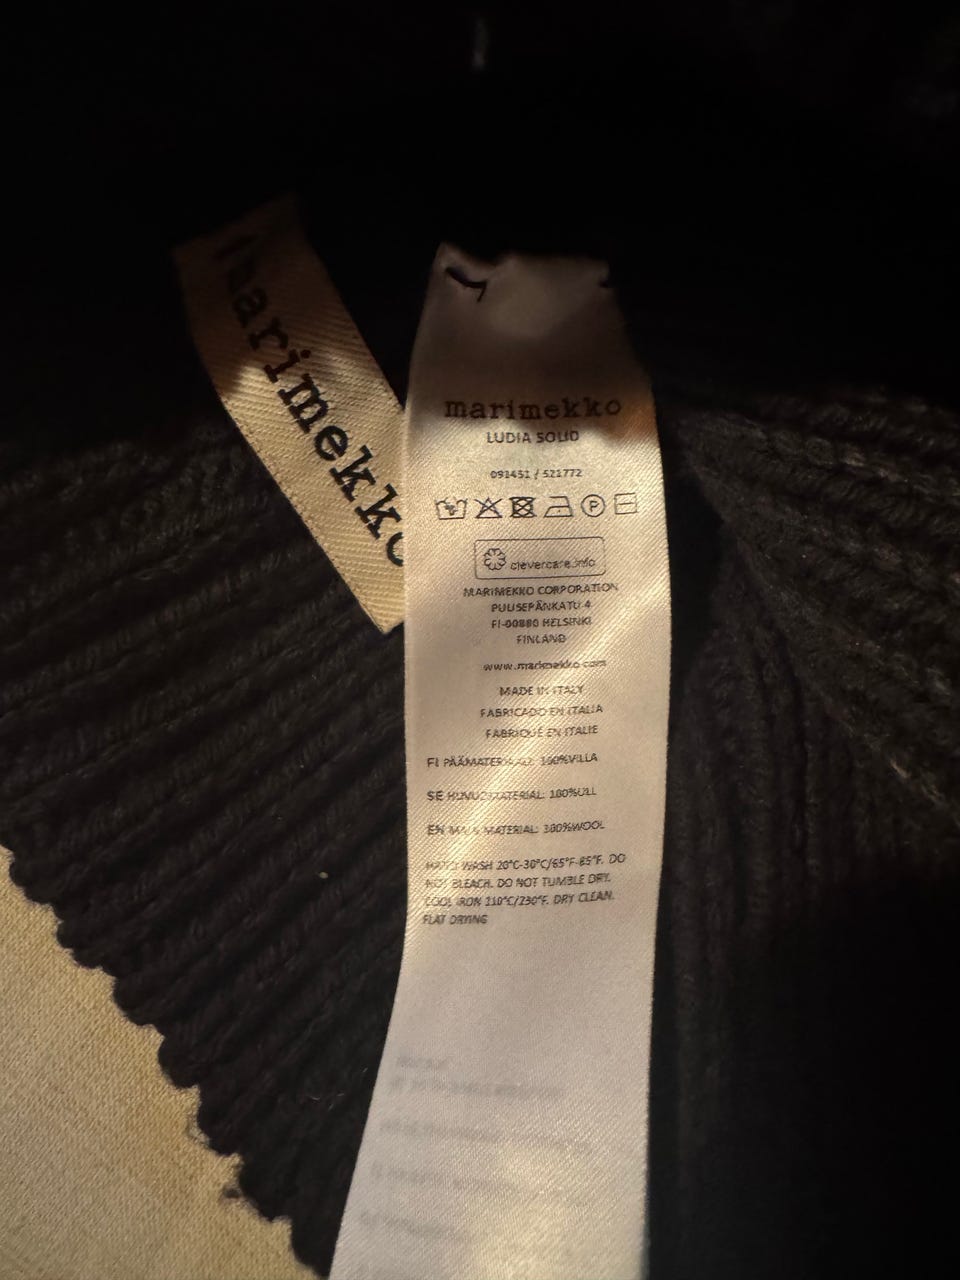 marimekko
marimekko
LUDIA SOLID
091451 / 521772
P
clevercare.info
MARIMEKKO CORPORATION
PUUSEPÄNKATU 4
FI-00880 HELSINKI
FINLAND
www.marimekko.com
MADE IN ITALY
FABRICADO EN ITALIA
FABRIQUÉ EN ITALIE
FI PÄÄMATERIAALI: 100%VILLA
SE HUVUDMATERIAL: 100%ULL
EN MAIN MATERIAL: 100%WOOL
HAND WASH 20°C-30°C/65°F-85°F. DO
NOT BLEACH. DO NOT TUMBLE DRY.
COOL IRON 110°C/230°F. DRY CLEAN.
FLAT DRYING